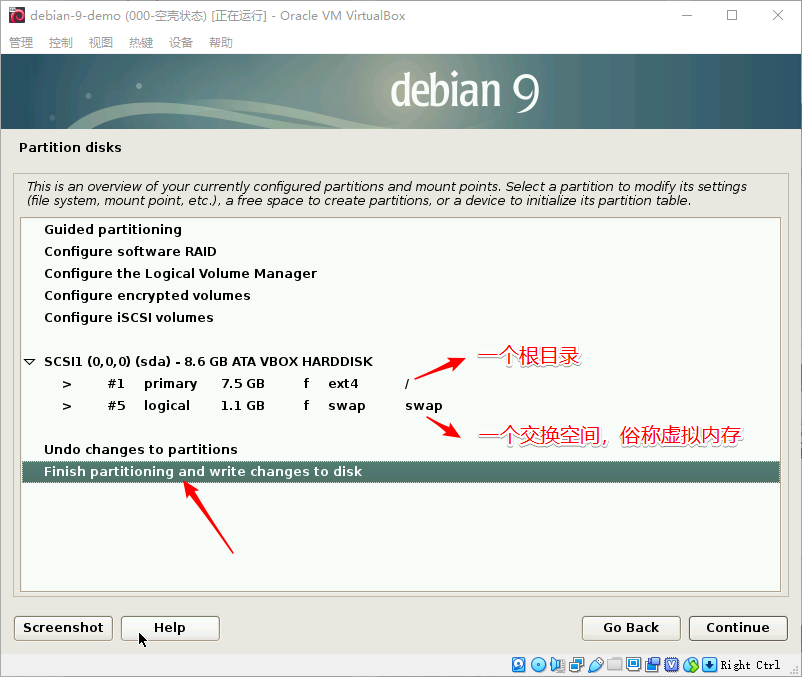 debian-9-demo (000-空壳状态) [正在运行] - Oracle VM VirtualBox
管理 控制 视图 热键 设备 帮助
debian 9
Partition disks
This is an overview of your currently configured partitions and mount points. Select a partition to modify its settings
(file system, mount point, etc.), a free space to create partitions, or a device to initialize its partition table.
Guided partitioning
Configure software RAID
Configure the Logical Volume Manager
Configure encrypted volumes
Configure iSCSI volumes
SCSI1 (0,0,0) (sda) - 8.6 GB ATA VBOX HARDDISK
一个根目录
> #1 primary 7.5 GB f ext4 /
> #5 logical 1.1 GB f swap swap
一个交换空间，俗称虚拟内存
Undo changes to partitions
Finish partitioning and write changes to disk
Screenshot Help Go Back Continue
Right Ctrl